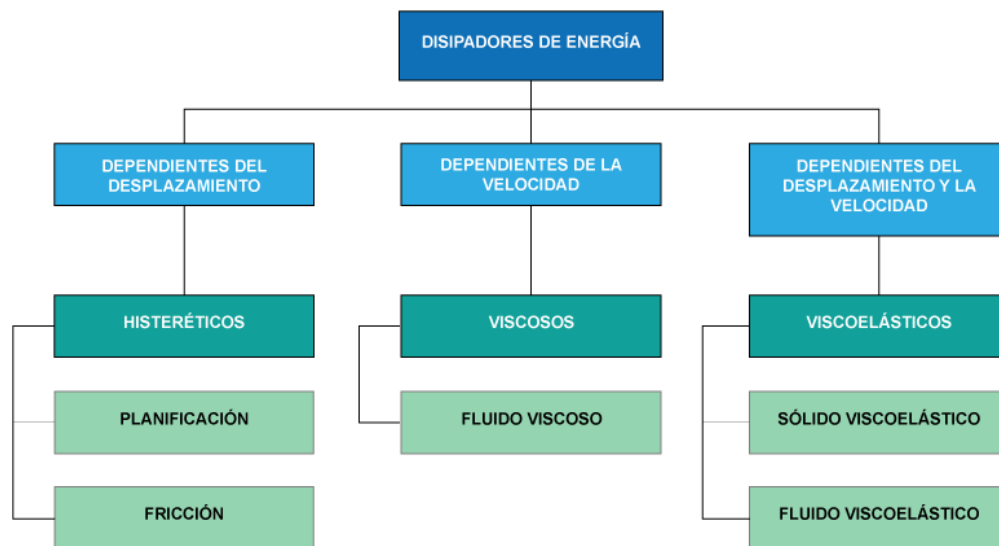 DISIPADORES DE ENERGÍA
DEPENDIENTES DEL
DESPLAZAMIENTO
DEPENDIENTES DE LA
VELOCIDAD
DEPENDIENTES DEL
DESPLAZAMIENTO Y LA
VELOCIDAD
HISTERÉTICOS
VISCOSOS
VISCOELÁSTICOS
PLANIFICACIÓN
FLUIDO VISCOSO
SÓLIDO VISCOELÁSTICO
FRICCIÓN
FLUIDO VISCOELÁSTICO